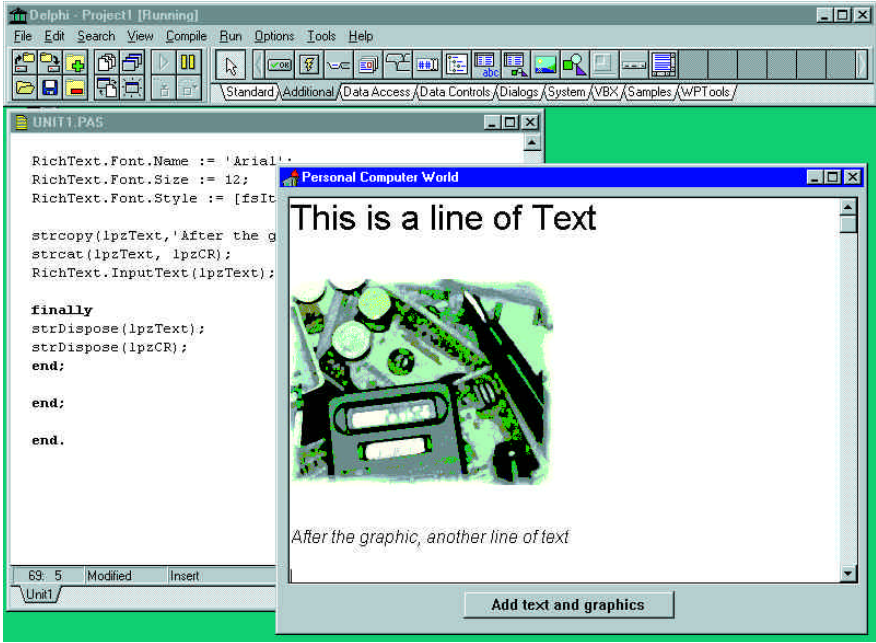 Delphi - Project1 [Running]
File Edit Search View Compile Run Options Tools Help
OK
abc
Standard Additional Data Access Data Controls Dialogs System VBX Samples WPTools
UNIT1.PAS
RichText.Font.Name := 'Arial';
RichText.Font.Size := 12;
RichText.Font.Style := [fsIt
strcopy(lpzText,'After the g
strcat(lpzText, lpzCR);
RichText.InputText(lpzText);
finally
strDispose(lpzText);
strDispose(lpzCR);
end;
end;
end.
69: 5 Modified Insert
Unit1
Personal Computer World
This is a line of Text
After the graphic, another line of text
Add text and graphics